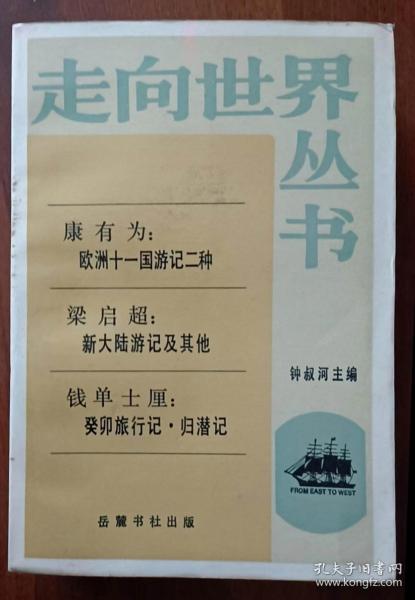 走向世界
丛书
康有为：
欧洲十一国游记二种
梁启超：
新大陆游记及其他
钱单士厘：
癸卯旅行记·归潜记
钟叔河主编
FROM EAST TO WEST
岳麓书社出版
孔夫子旧书网
www.kongfz.com